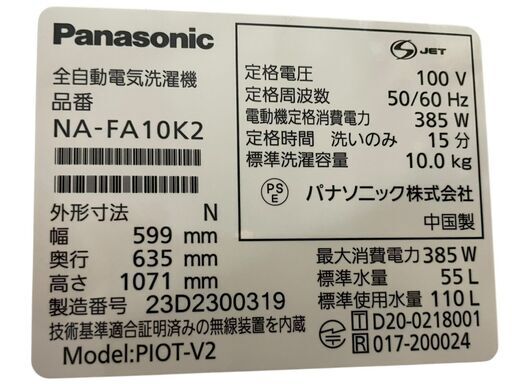 Panasonic
全自動電気洗濯機
品番
NA-FA10K2
外形寸法 N
幅 599 mm
奥行 635 mm
高さ 1071 mm
製造番号 23D2300319
技術基準適合証明済みの無線装置を内蔵
Model:PIOT-V2
S JET
定格電圧 100 V
定格周波数 50/60 Hz
電動機定格消費電力 385 W
定格時間 洗いのみ 15 分
標準洗濯容量 10.0 kg
PS E パナソニック株式会社
中国製
最大消費電力 385 W
標準水量 55 L
標準使用水量 110 L
T D20-0218001
R 017-200024